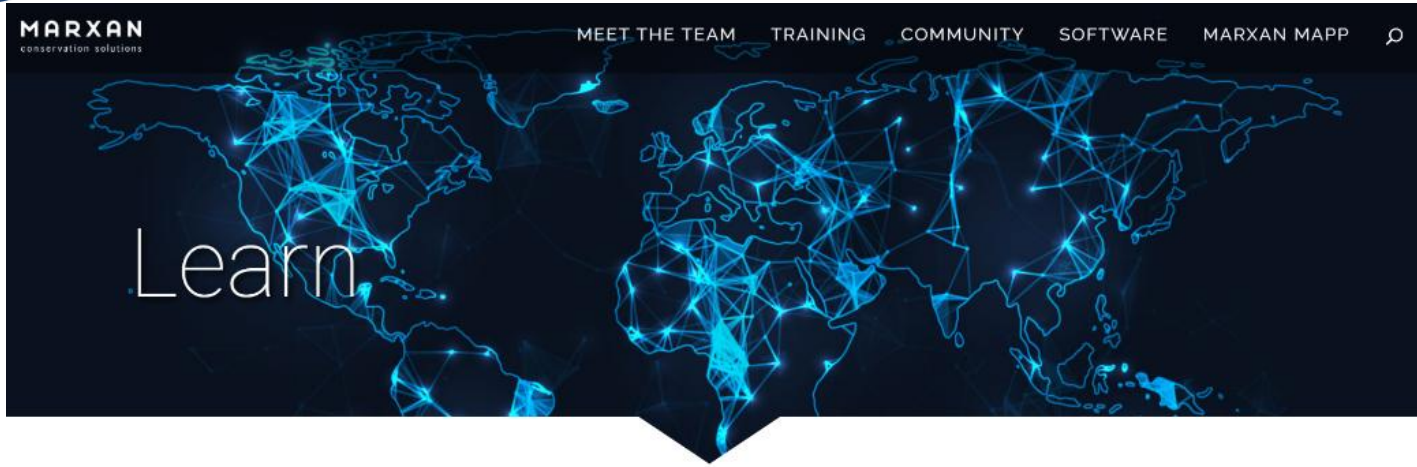 MARXAN
conservation solutions
MEET THE TEAM TRAINING COMMUNITY SOFTWARE MARXAN MAPP
Learn